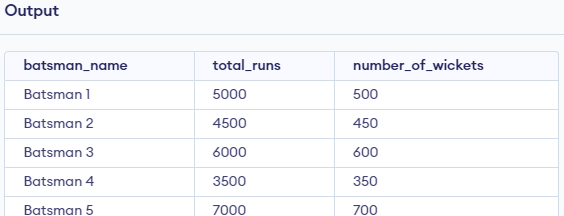 Output
batsman_name total_runs number_of_wickets
Batsman 1 5000 500
Batsman 2 4500 450
Batsman 3 6000 600
Batsman 4 3500 350
Batsman 5 7000 700